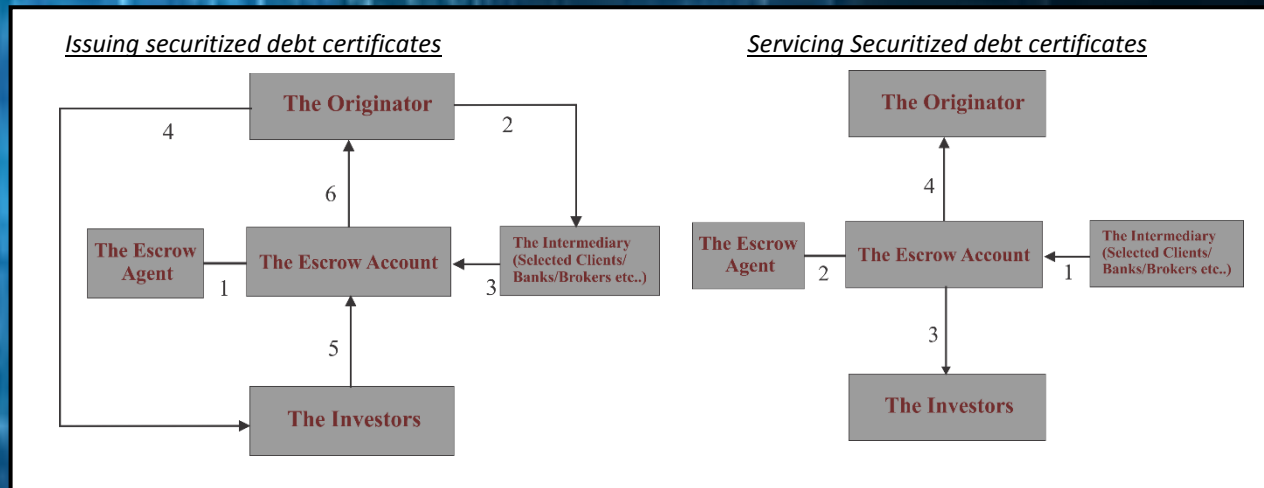 Issuing securitized debt certificates
The Originator
4
2
6
The Escrow
Agent
The Escrow Account
The Intermediary
(Selected Clients/
Banks/Brokers etc..)
1
3
5
The Investors
Servicing Securitized debt certificates
The Originator
4
The Escrow
Agent
The Escrow Account
The Intermediary
(Selected Clients/
Banks/Brokers etc..)
2
1
3
The Investors